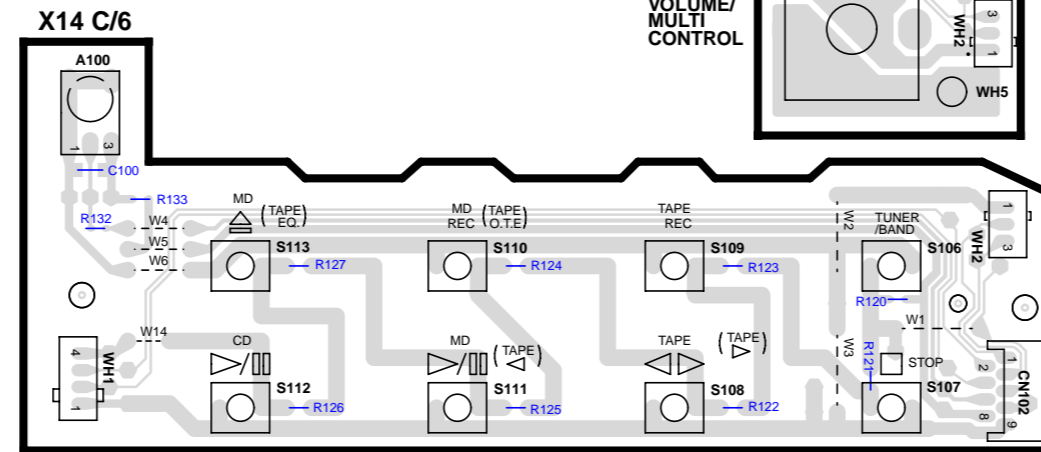 X14 C/6
VOLUME/
MULTI
CONTROL
3
WH2
1
WH5
A100
1
3
C100
R133
R132
W4
W5
W6
MD
(TAPE
EQ.)
MD
REC
(TAPE
O.T.E)
TAPE
REC
W2
TUNER
/BAND
1
3
WH2
S113
S110
S109
S106
R127
R124
R123
R120
W1
W14
CD
MD
(TAPE
)
TAPE
(TAPE
)
W3
R121
STOP
4
WH1
1
S112
S111
S108
S107
R126
R125
R122
1
2
8
9
CN102